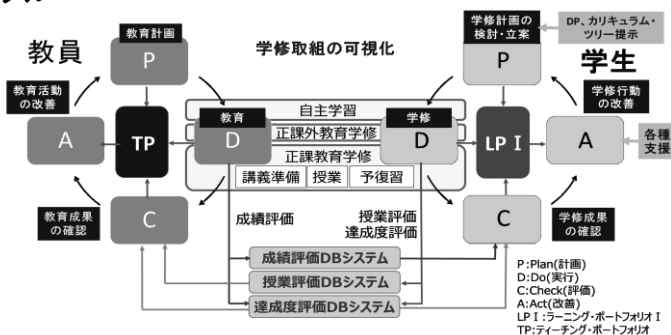 教員
教育計画
P
学修取組の可視化
学修計画の
検討・立案
P
DP、カリキュラム・
ツリー提示
学生
教育活動
の改善
A
TP
教育
D
自主学習
正課外教育学修
正課教育学修
講義準備
授業
予復習
学修
D
LP I
学修行動
の改善
A
各種
支援
教育成果
の確認
C
成績評価
授業評価
達成度評価
C
学修成果
の確認
成績評価DBシステム
授業評価DBシステム
達成度評価DBシステム
P:Plan(計画)
D:Do(実行)
C:Check(評価)
A:Act(改善)
LP I:ラーニング・ポートフォリオ I
TP:ティーチング・ポートフォリオ